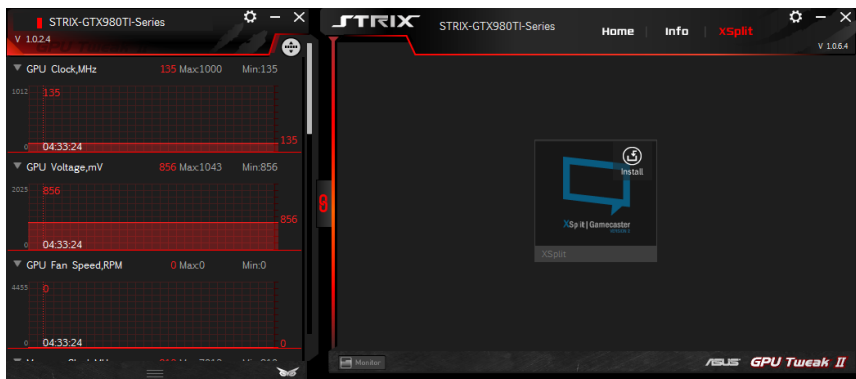 STRIX-GTX980TI-Series
V 1.0.2.4
GPU Clock,MHz 135 Max:1000 Min:135
1012 135
135
0 04:33:24
GPU Voltage,mV 856 Max:1043 Min:856
2025 856
856
0 04:33:24
GPU Fan Speed,RPM 0 Max:0 Min:0
4455 0
0
0 04:33:24
STRIX STRIX-GTX980TI-Series Home | Info | XSplit
V 1.0.6.4
Install
XSplit | Gamecaster
XSplit
Monitor
ASUS GPU Tweak II